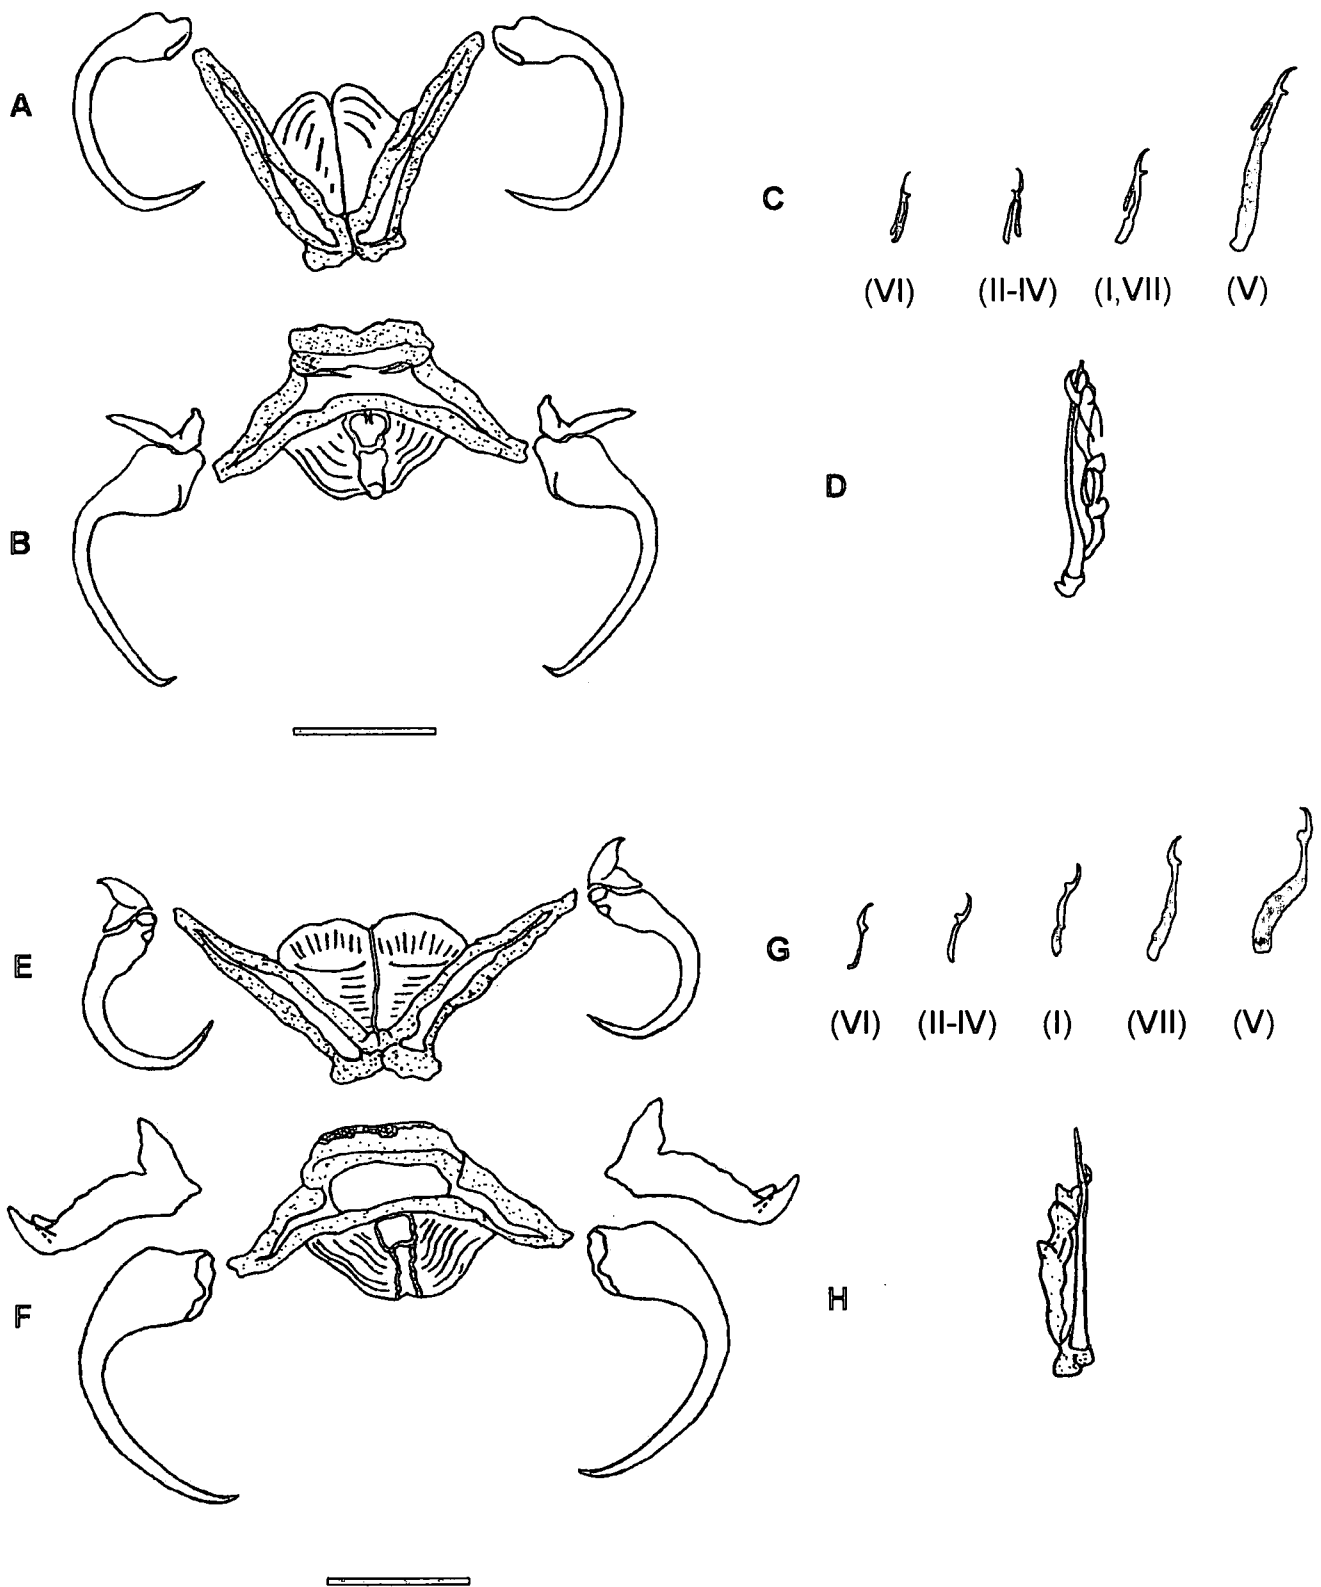 A
C
(VI) (II-IV) (I,VII) (V)
D
B
E
G
(VI) (II-IV) (I) (VII) (V)
F
H